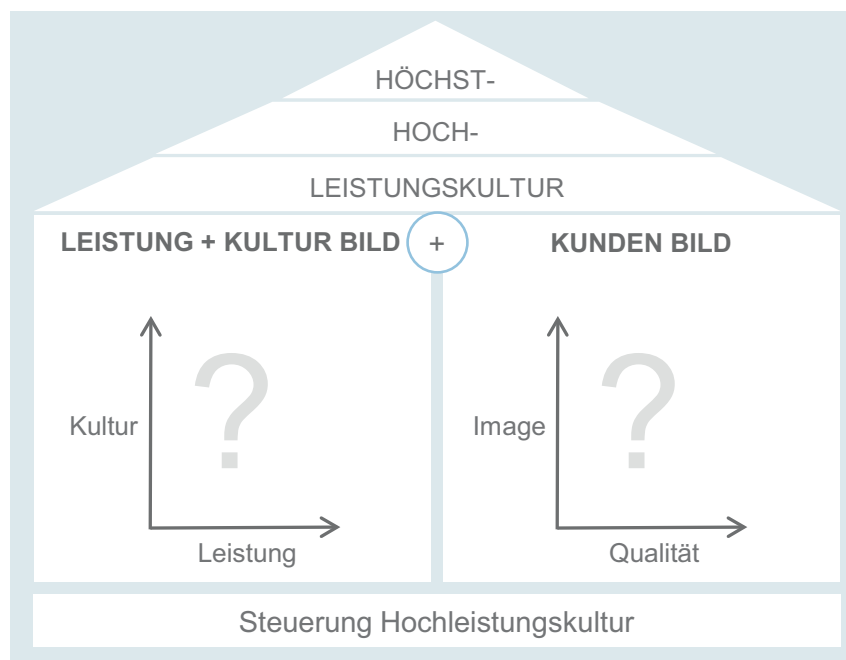 HÖCHST-
HOCH-
LEISTUNGSKULTUR
LEISTUNG + KULTUR BILD
+
KUNDEN BILD
?
Kultur
Leistung
?
Image
Qualität
Steuerung Hochleistungskultur